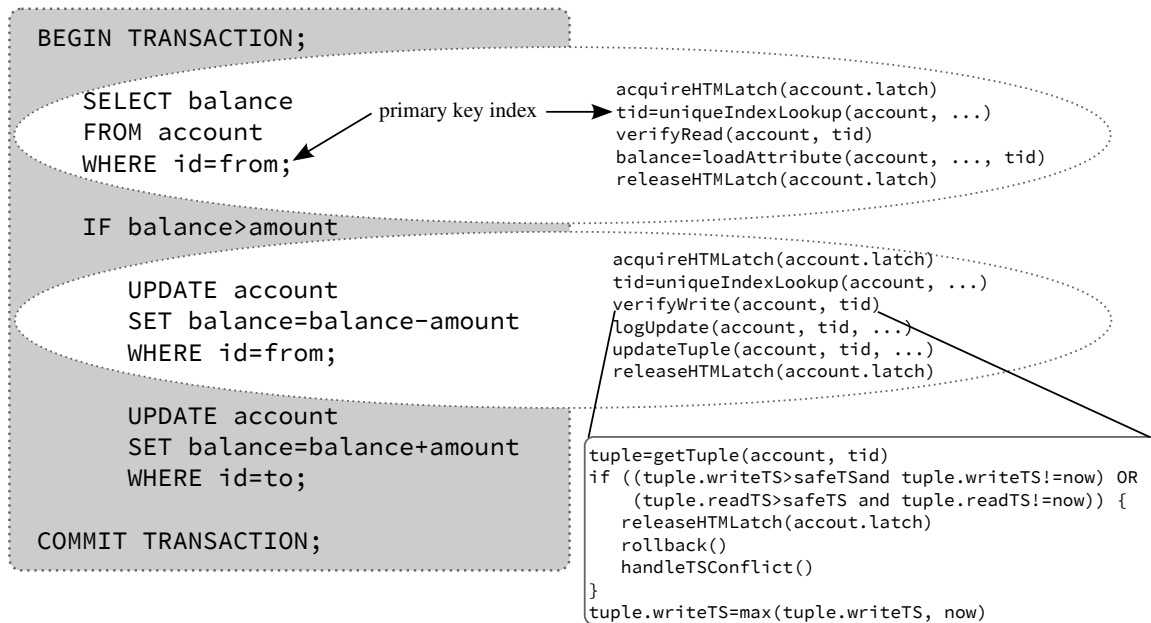 BEGIN TRANSACTION;
SELECT balance
FROM account
WHERE id=from;
primary key index
acquireHTMLatch(account.latch)
tid=uniqueIndexLookup(account, ...)
verifyRead(account, tid)
balance=loadAttribute(account, ..., tid)
releaseHTMLatch(account.latch)
IF balance>amount
UPDATE account
SET balance=balance-amount
WHERE id=from;
acquireHTMLatch(account.latch)
tid=uniqueIndexLookup(account, ...)
verifyWrite(account, tid)
logUpdate(account, tid, ...)
updateTuple(account, tid, ...)
releaseHTMLatch(account.latch)
UPDATE account
SET balance=balance+amount
WHERE id=to;
COMMIT TRANSACTION;
tuple=getTuple(account, tid)
if ((tuple.writeTS>safeTSand tuple.writeTS!=now) OR
(tuple.readTS>safeTS and tuple.readTS!=now)) {
releaseHTMLatch(accout.latch)
rollback()
handleTSConflict()
}
tuple.writeTS=max(tuple.writeTS, now)